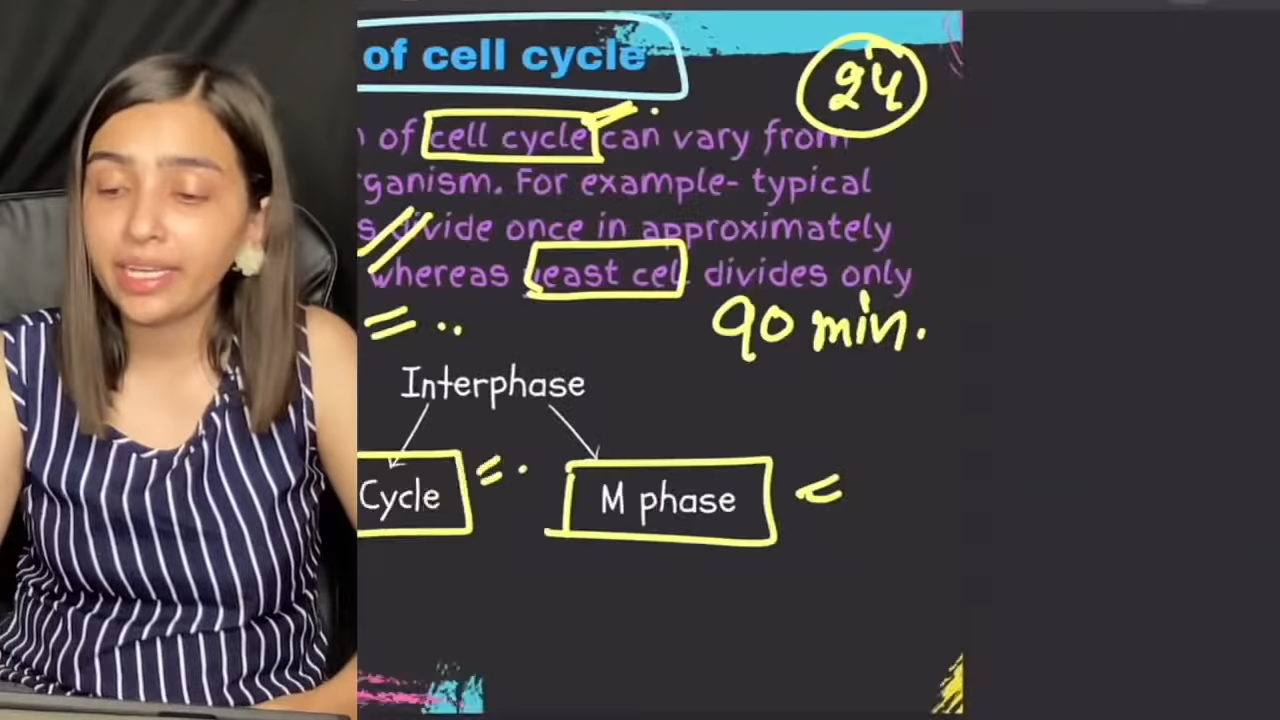 of cell cycle
24
of cell cycle can vary from
ganism. For example- typical
s divide once in approximately
whereas yeast cell divides only
90 min.
Interphase
Cycle
M phase